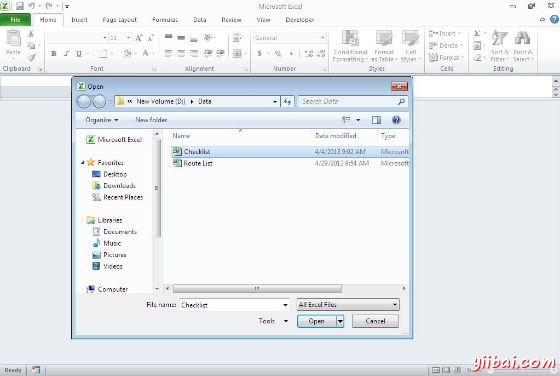 Microsoft Excel
File Home Insert Page Layout Formulas Data Review View Developer
Paste 11 General Conditional Formatting Format as Table Cell Styles Insert Delete Format Sort & Filter Find & Select
Clipboard Font Alignment Number Styles Cells Editing
Open
New Volume (D:) Data Search Data
Organize New folder
Microsoft Excel
Favorites
Desktop
Downloads
Recent Places
Libraries
Documents
Music
Pictures
Videos
Computer
Name Date modified Type
Checklist 4/4/2013 9:02 AM Microsoft
Route List 4/29/2013 9:54 AM Microsoft
File name: Checklist All Excel Files
Tools Open Cancel
Ready
yiibai.com